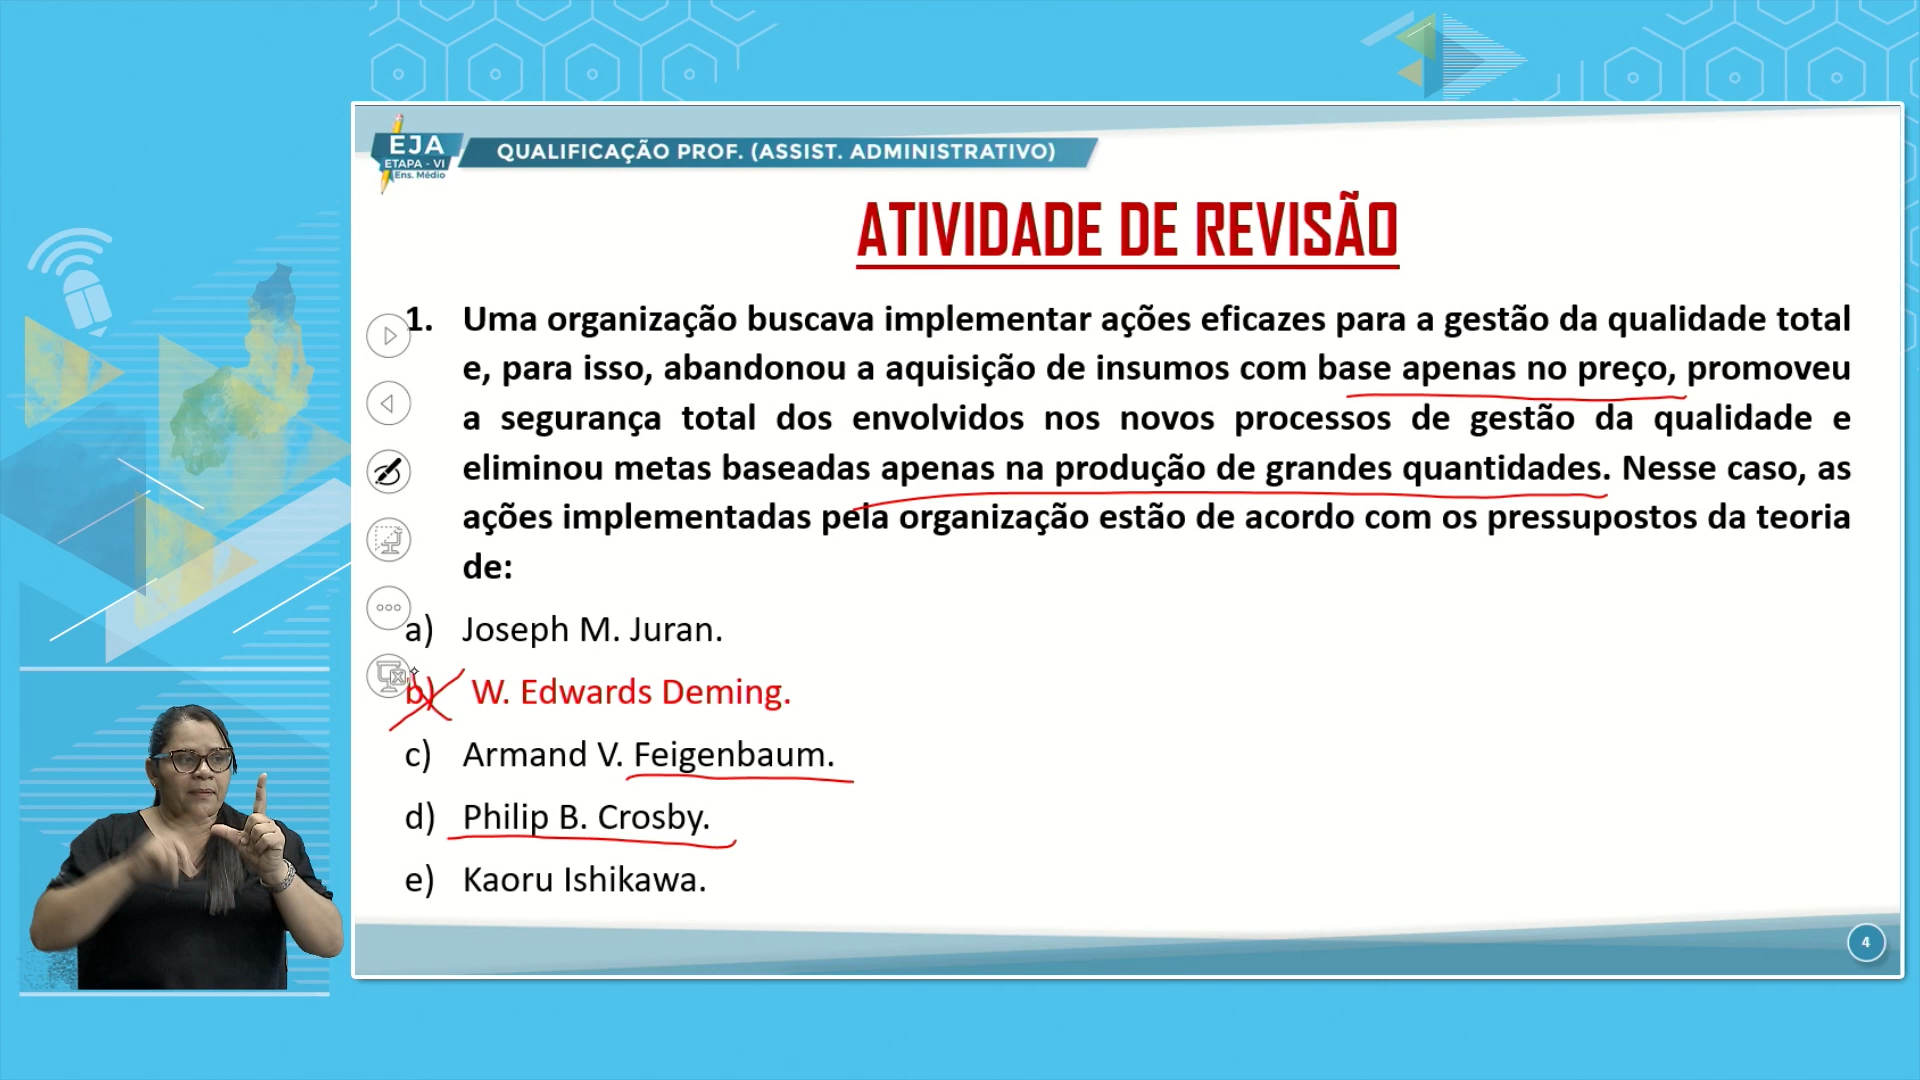 EJA
ETAPA - VI
Ens. Médio
QUALIFICAÇÃO PROF. (ASSIST. ADMINISTRATIVO)
ATIVIDADE DE REVISÃO
1. Uma organização buscava implementar ações eficazes para a gestão da qualidade total
e, para isso, abandonou a aquisição de insumos com base apenas no preço, promoveu
a segurança total dos envolvidos nos novos processos de gestão da qualidade e
eliminou metas baseadas apenas na produção de grandes quantidades. Nesse caso, as
ações implementadas pela organização estão de acordo com os pressupostos da teoria
de:
a) Joseph M. Juran.
b) W. Edwards Deming.
c) Armand V. Feigenbaum.
d) Philip B. Crosby.
e) Kaoru Ishikawa.
4